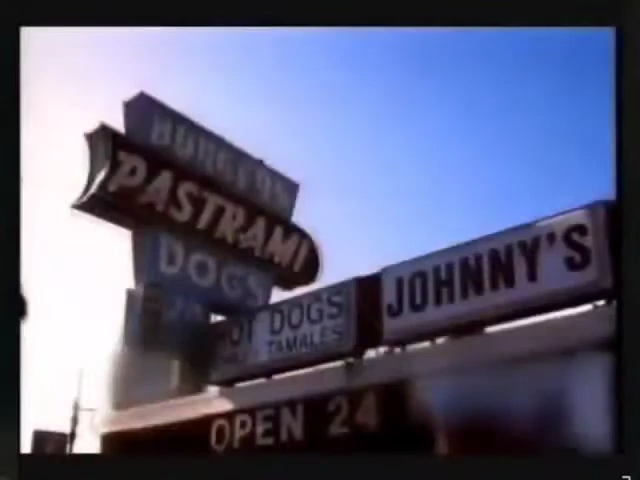 BURGERS
PASTRAMI
DOGS
HOT DOGS
TAMALES
JOHNNY'S
OPEN 24